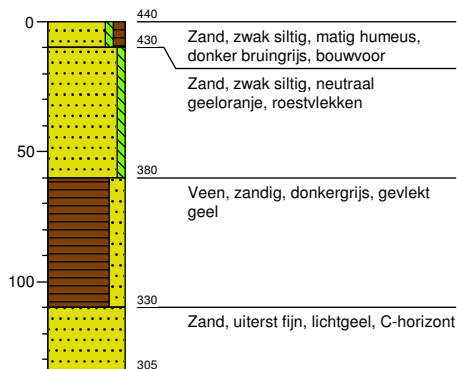 0
440
Zand, zwak siltig, matig humeus,
donker bruingrijs, bouwvoor
430
Zand, zwak siltig, neutraal
geeloranje, roestvlekken
50
380
Veen, zandig, donkergrijs, gevlekt
geel
100
330
Zand, uiterst fijn, lichtgeel, C-horizont
305